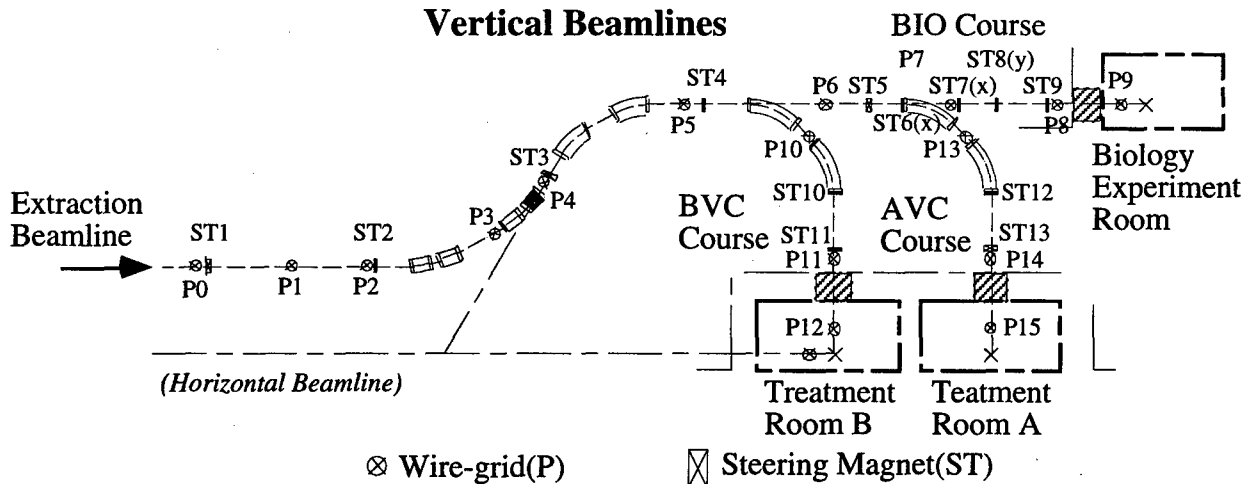 Vertical Beamlines
BIO Course
P7
ST8(y)
ST4
P6
ST5
ST7(x)
ST9
P9
P5
ST6(x)
P8
P10
P13
ST3
Biology
Experiment
Room
P4
P3
ST10
ST12
BVC
Course
AVC
Course
Extraction
Beamline
ST1
ST2
ST11
ST13
P11
P14
P0
P1
P2
P12
P15
(Horizontal Beamline)
Treatment
Room B
Teatment
Room A
Wire-grid(P)
Steering Magnet(ST)